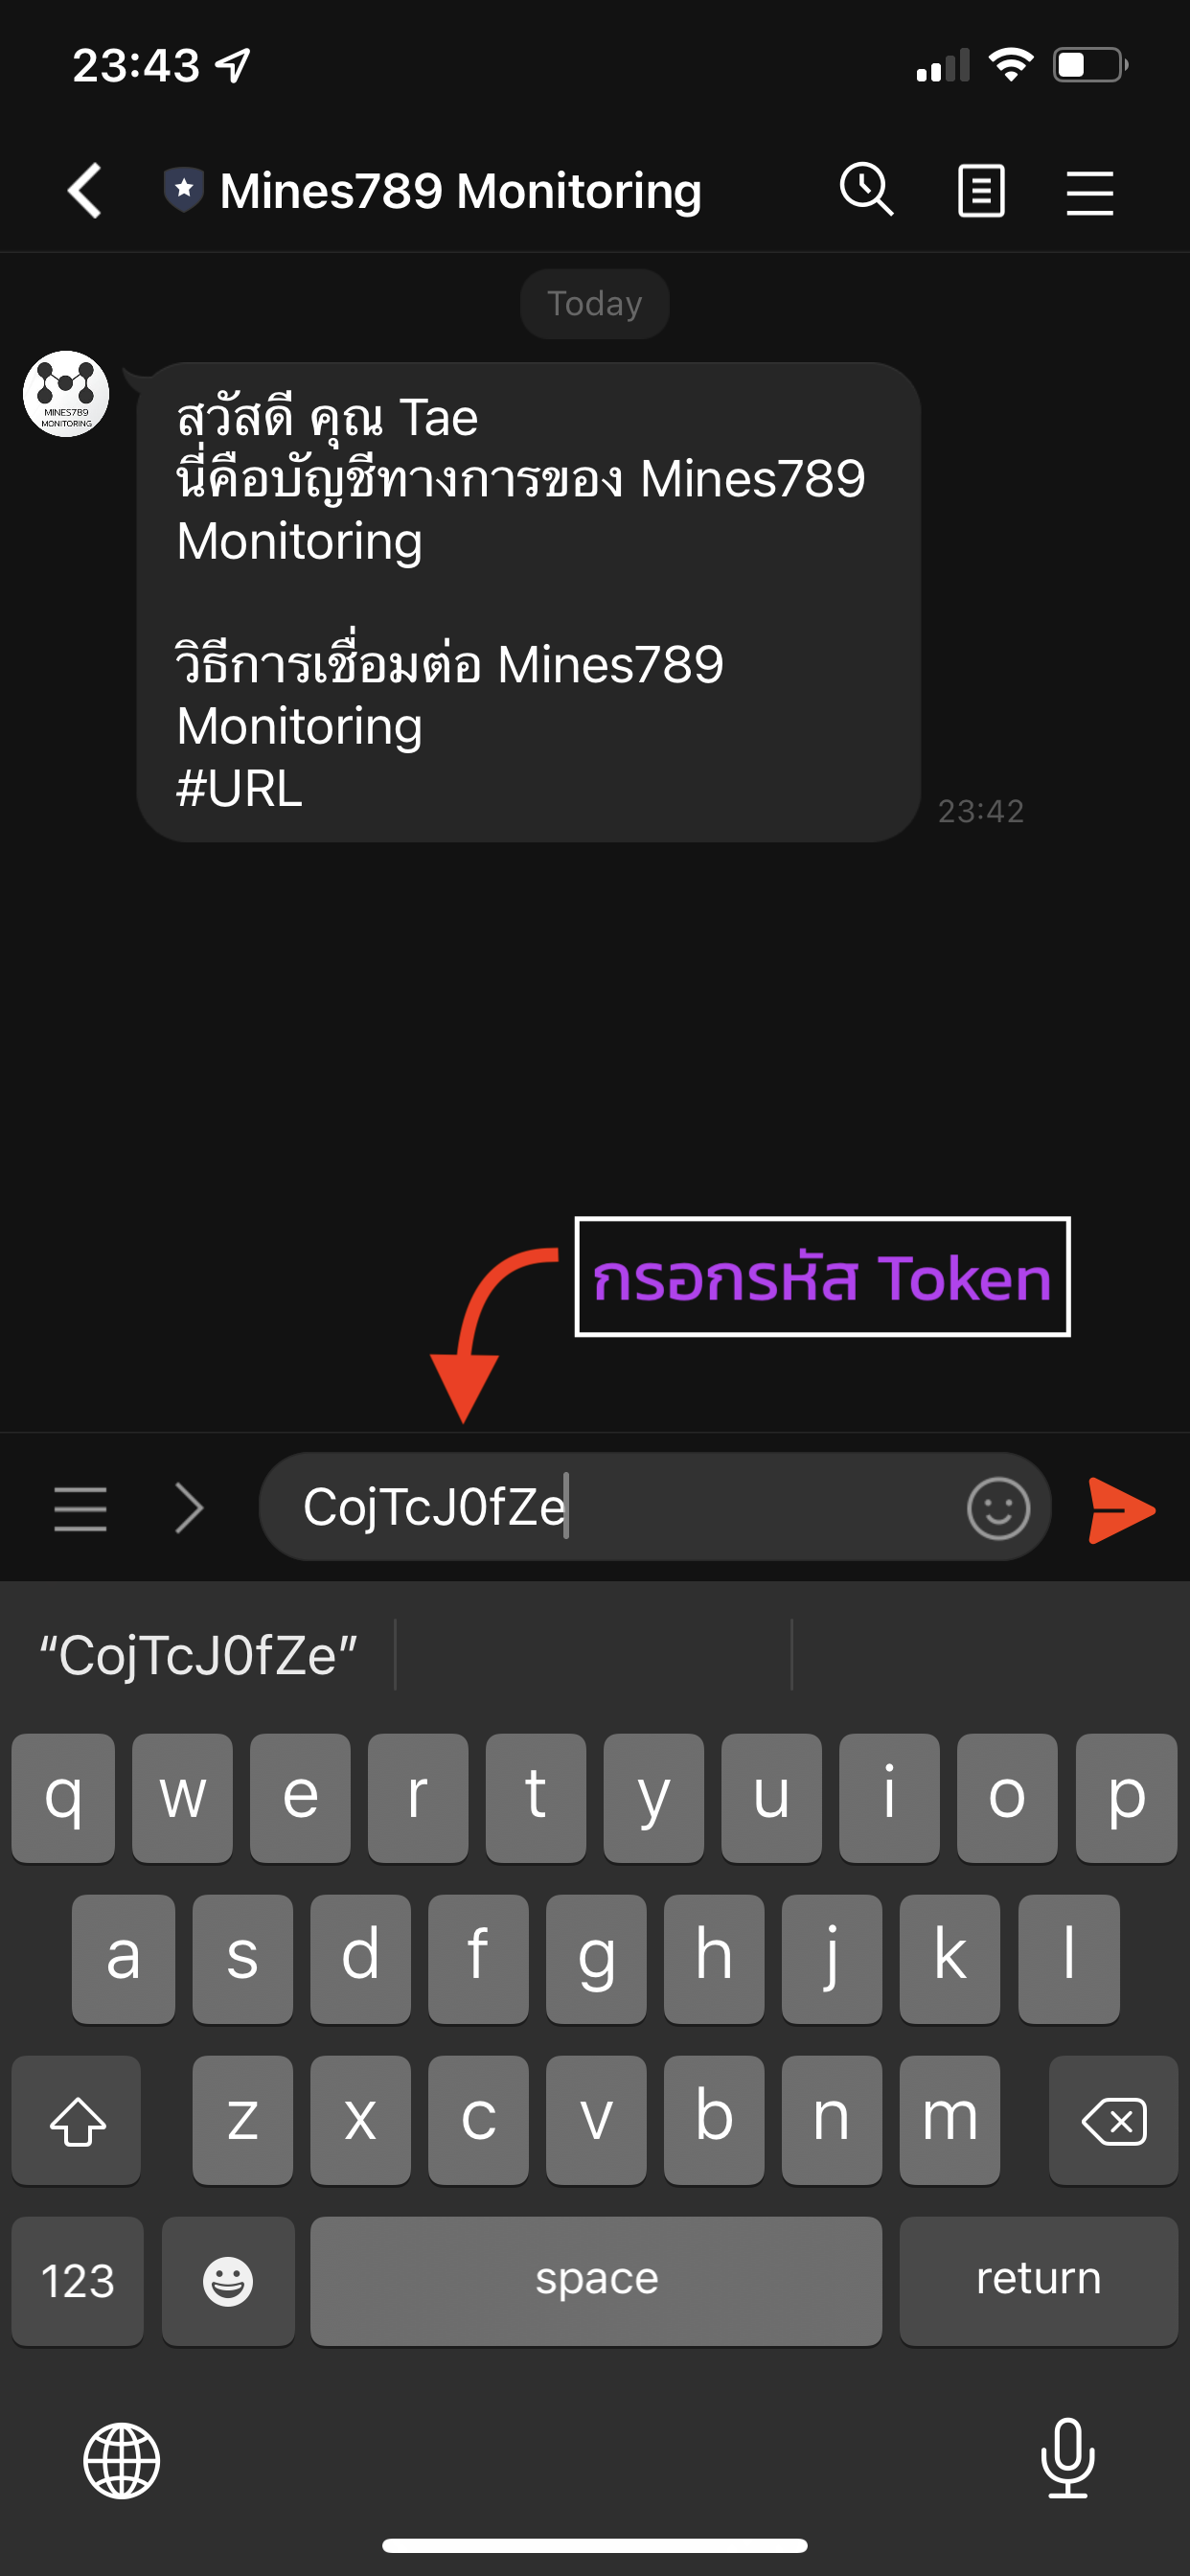 23:43
Mines789 Monitoring
Today
MINES789
MONITORING
สวัสดี คุณ Tae
นี่คือบัญชีทางการของ Mines789
Monitoring
วิธีการเชื่อมต่อ Mines789
Monitoring
#URL
23:42
กรอกรหัส Token
CojTcJ0fZe
“CojTcJ0fZe”
q w e r t y u i o p
a s d f g h j k l
z x c v b n m
123 space return